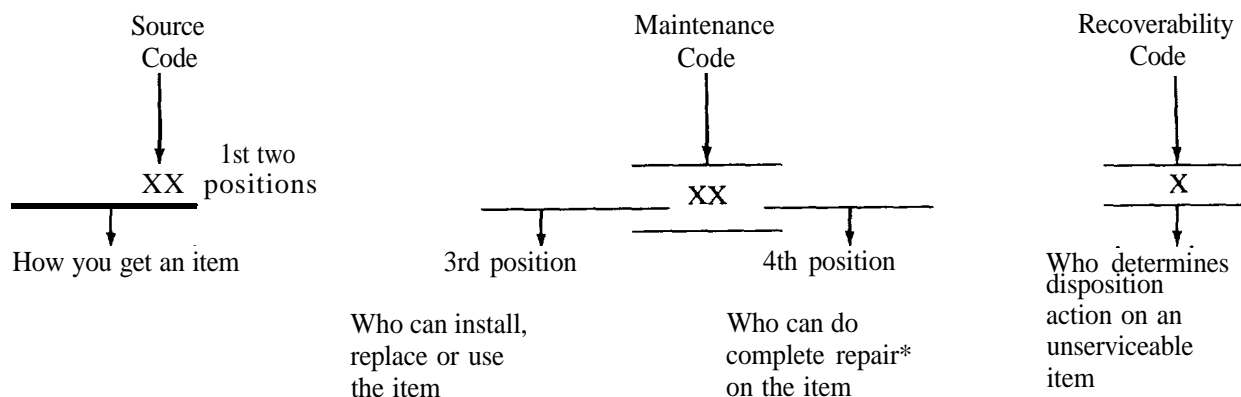 Source
Code
XX
1st two
positions
How you get an item
Maintenance
Code
XX
3rd position
Who can install,
replace or use
the item
4th position
Who can do
complete repair*
on the item
Recoverability
Code
X
Who determines
disposition
action on an
unserviceable
item